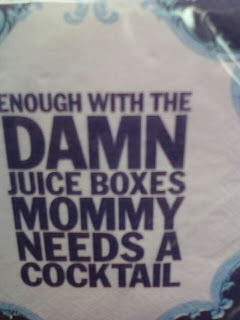 ENOUGH WITH THE
DAMN
JUICE BOXES
MOMMY
NEEDS A
COCKTAIL